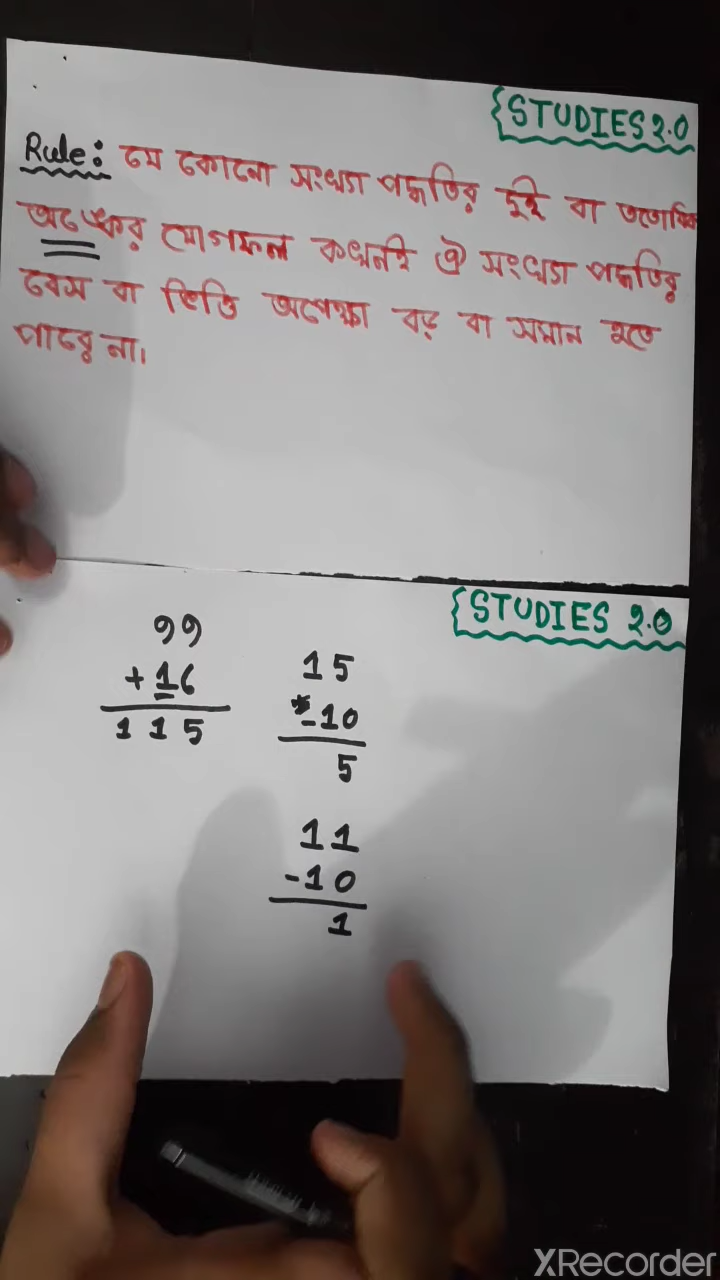 {STUDIES 2.0
Rule: যে কোনো সংখ্যা পদ্ধতির দুই বা ততোধিক
অঙ্কের যোগফল কখনই ঐ সংখ্যা পদ্ধতির
বেস বা ভিত্তি অপেক্ষা বড় বা সমান হতে
পারবে না।
{STUDIES 2.0
99
+16
115
15
-10
5
11
-10
1
XRecorder